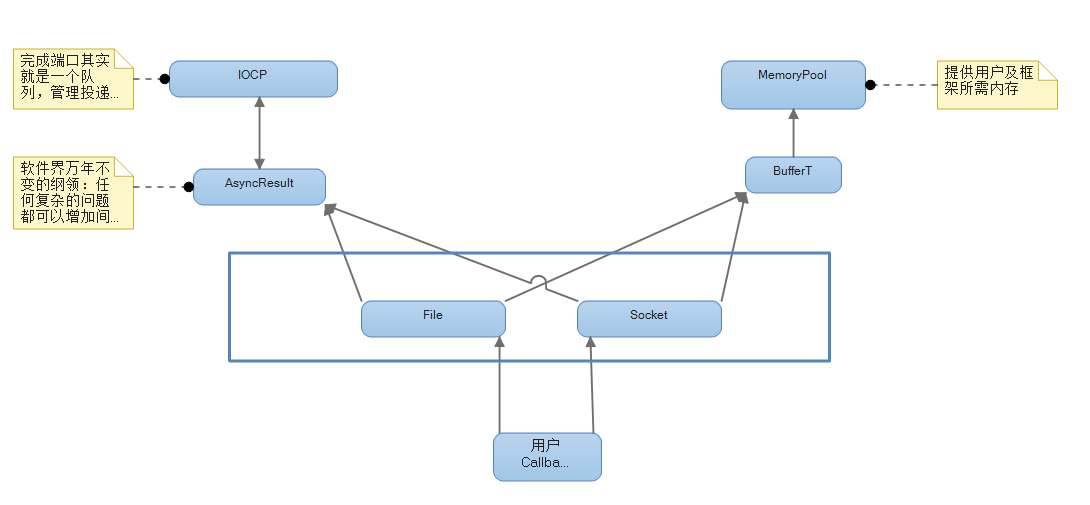 完成端口其实
就是一个队
列，管理投递...
IOCP
MemoryPool
提供用户及框
架所需内存
软件界万年不
变的纲领：任
何复杂的问题
都可以增加间...
AsyncResult
BufferT
File
Socket
用户
Callba...